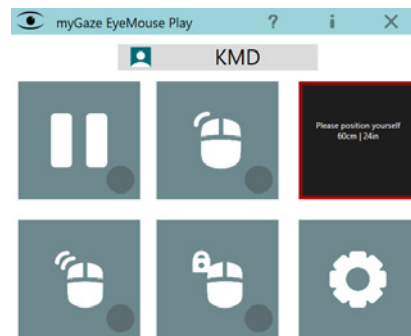 myGaze EyeMouse Play ? i
KMD
Please position yourself
60cm | 24in